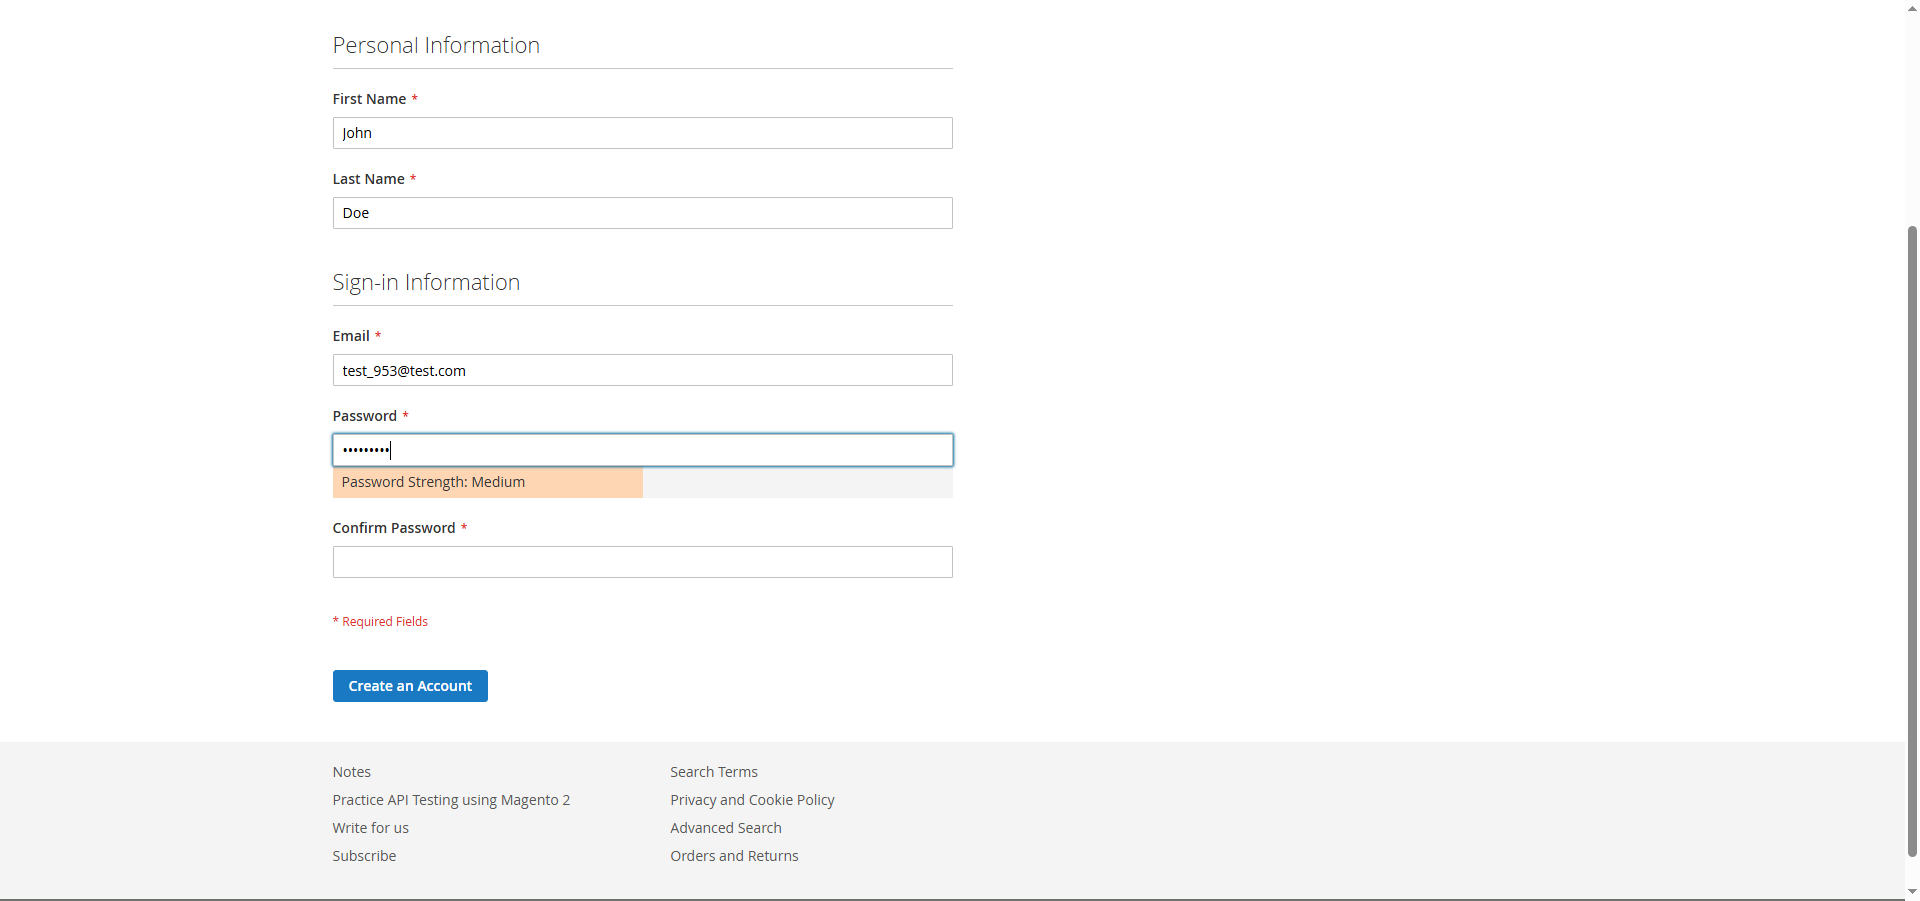 Personal Information
First Name *
John
Last Name *
Doe
Sign-in Information
Email *
test_953@test.com
Password *
•••••••••
Password Strength: Medium
Confirm Password *
* Required Fields
Create an Account
Notes
Practice API Testing using Magento 2
Write for us
Subscribe
Search Terms
Privacy and Cookie Policy
Advanced Search
Orders and Returns